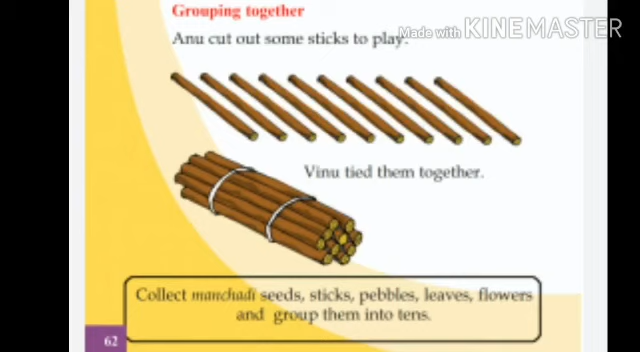 Grouping together
Anu cut out some sticks to play.
Made with KINEMASTER
Vinu tied them together.
Collect manchadi seeds, sticks, pebbles, leaves, flowers
and group them into tens.
62